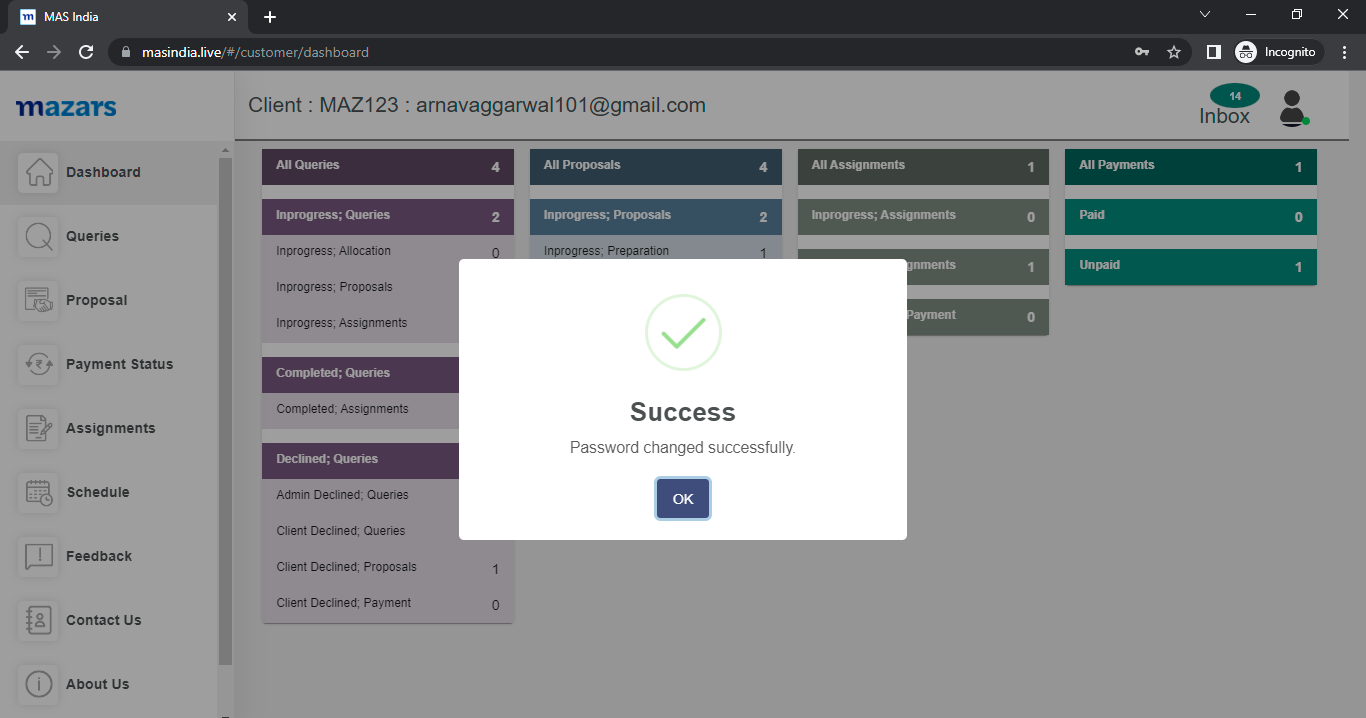 MAS India
masindia.live/#/customer/dashboard
Incognito
mazars
Client : MAZ123 : arnavaggarwal101@gmail.com
14
Inbox
Dashboard
Queries
Proposal
Payment Status
Assignments
Schedule
Feedback
Contact Us
About Us
All Queries 4
Inprogress; Queries 2
Inprogress; Allocation 0
Inprogress; Proposals
Inprogress; Assignments
Completed; Queries
Completed; Assignments
Declined; Queries
Admin Declined; Queries
Client Declined; Queries
Client Declined; Proposals 1
Client Declined; Payment 0
All Proposals 4
Inprogress; Proposals 2
Inprogress; Preparation 1
All Assignments 1
Inprogress; Assignments 0
gnments 1
Payment 0
All Payments 1
Paid 0
Unpaid 1
Success
Password changed successfully.
OK